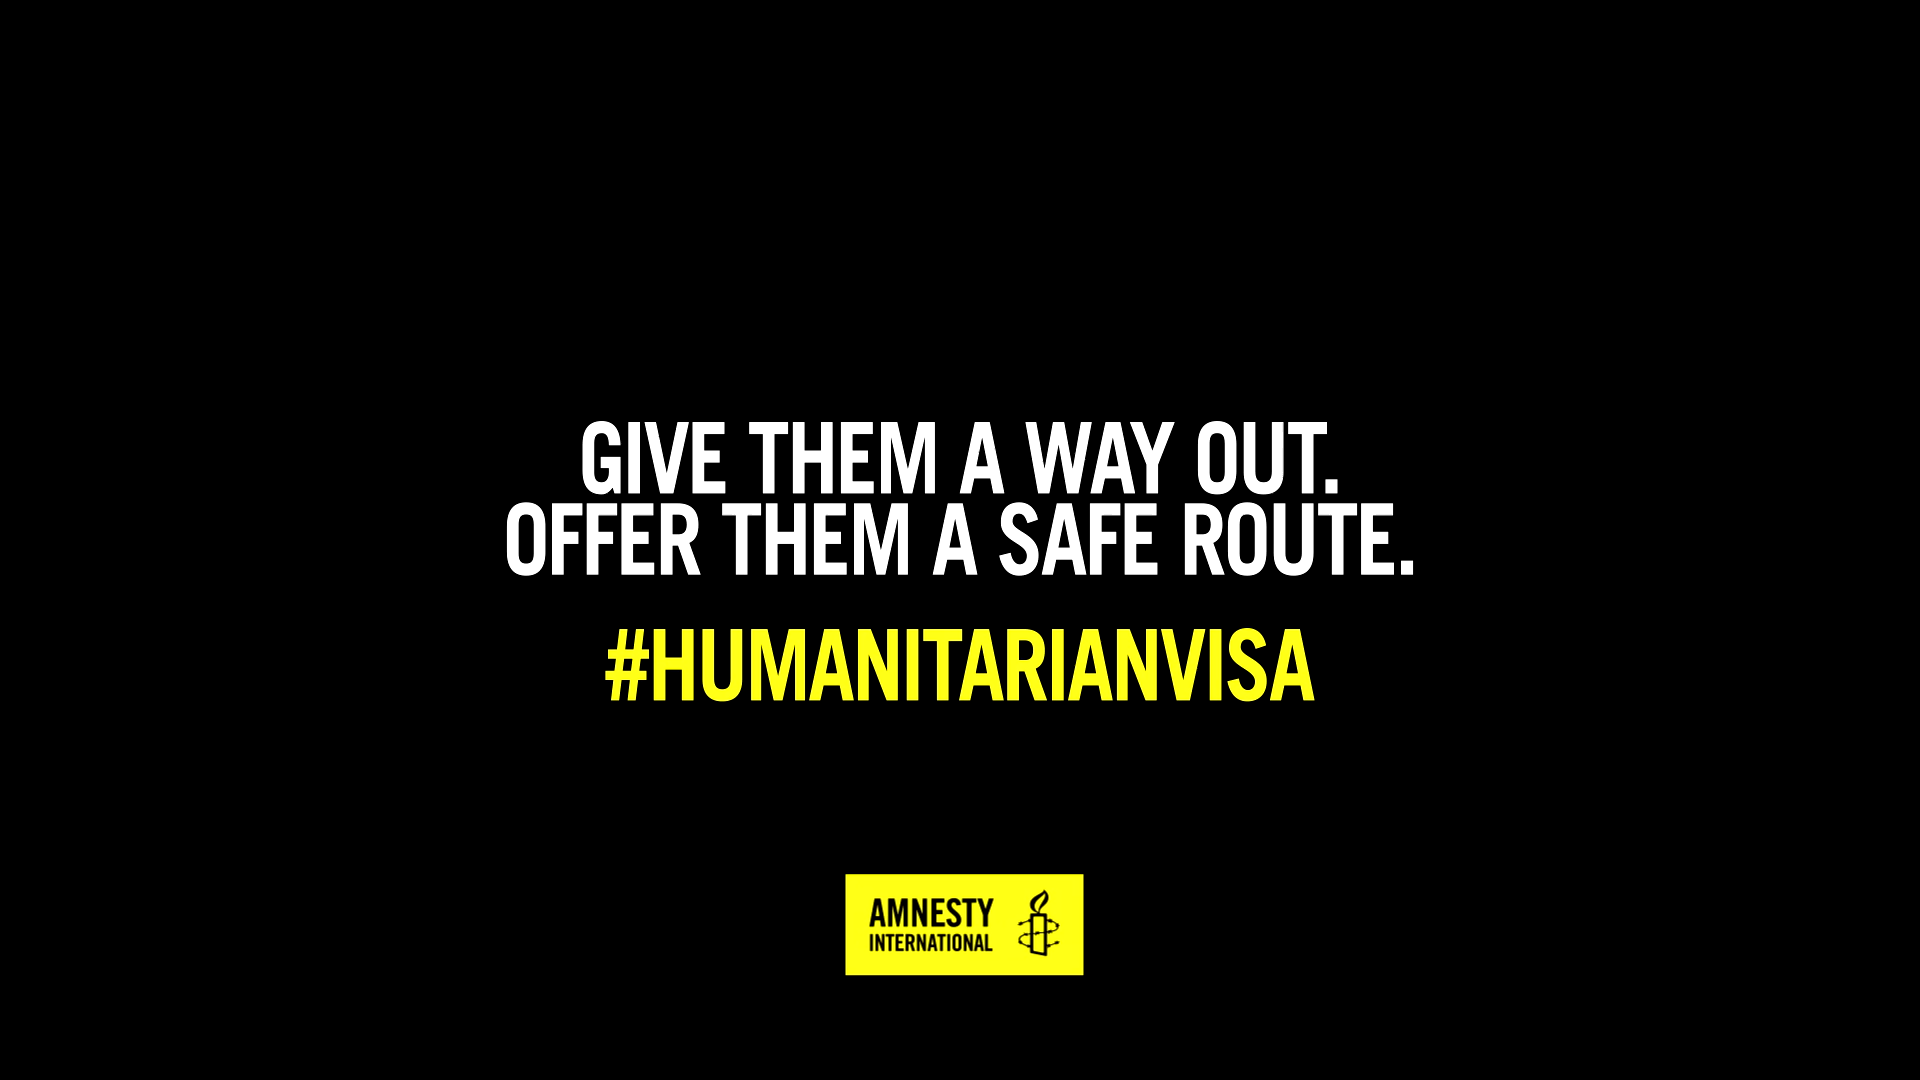 GIVE THEM A WAY OUT.
OFFER THEM A SAFE ROUTE.
#HUMANITARIANVISA
AMNESTY
INTERNATIONAL